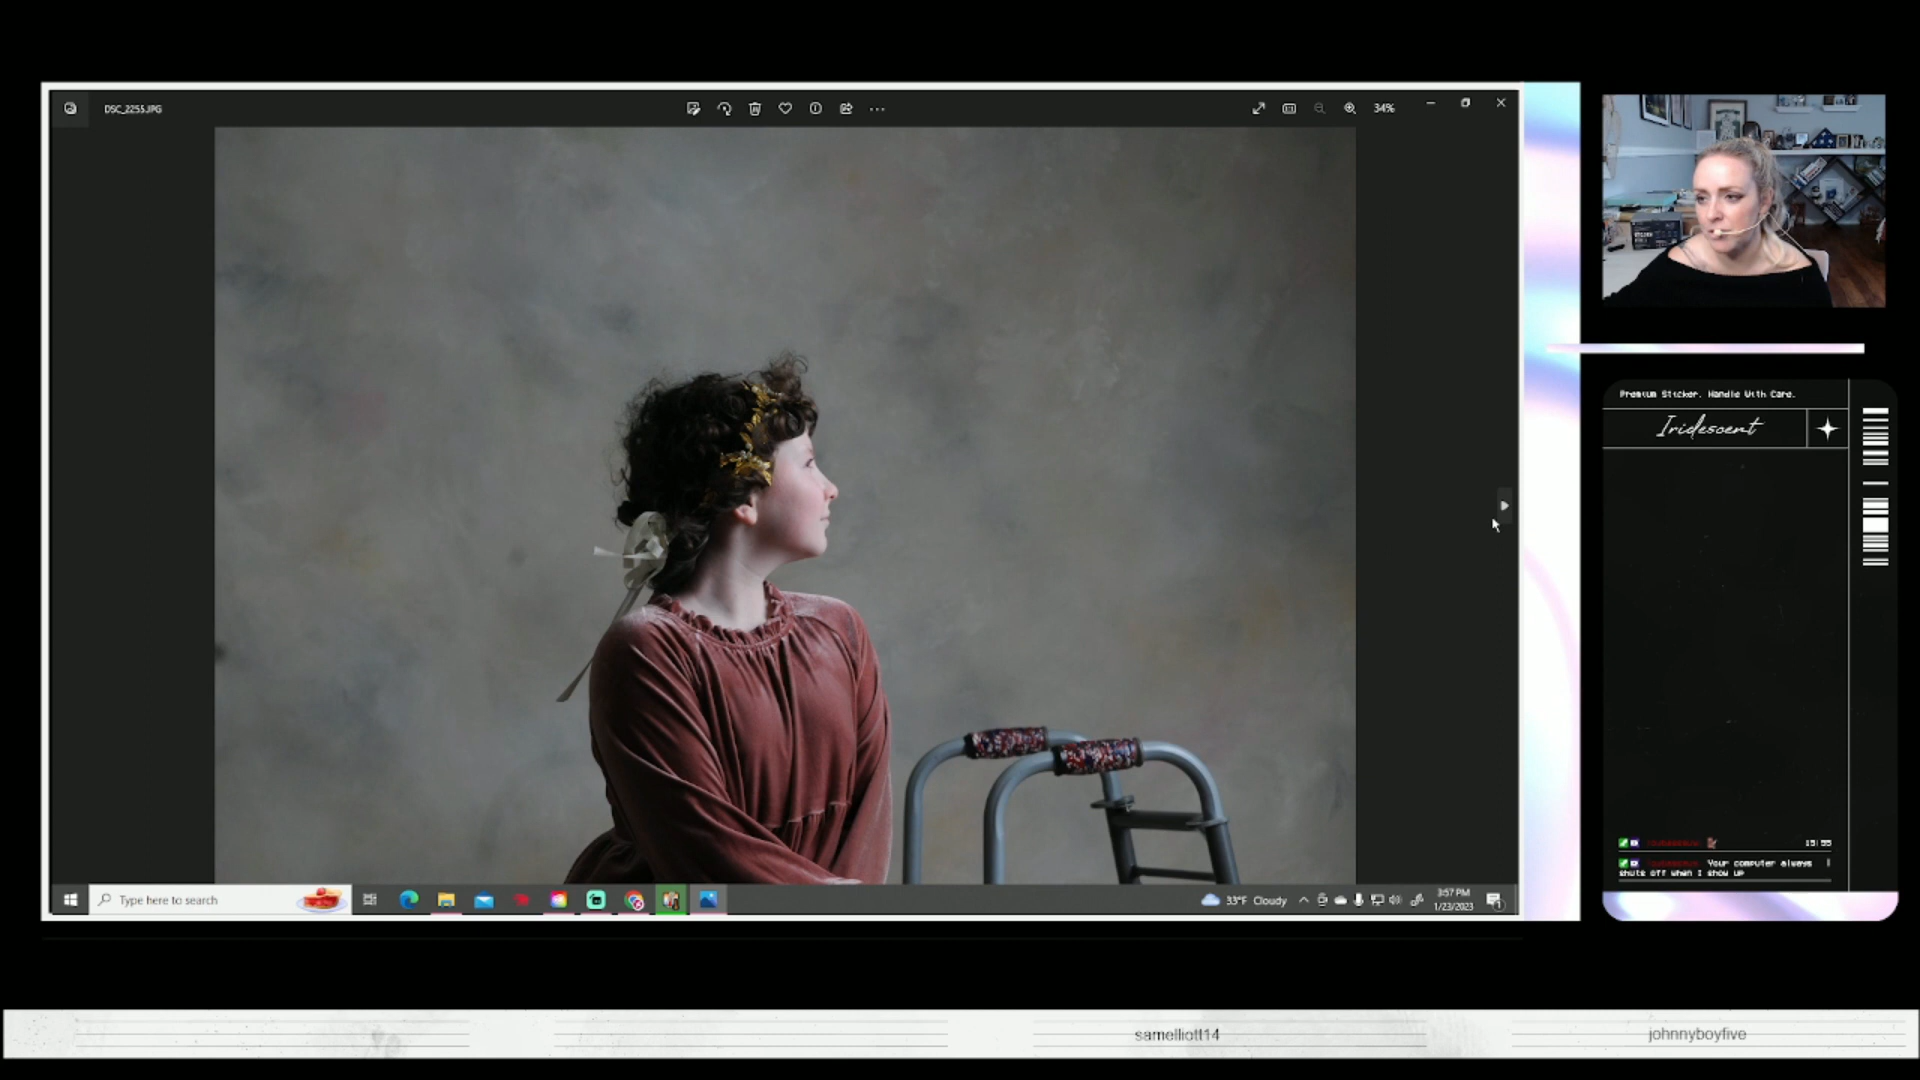 DSC_2255.JPG
34%
Premium Sticker. Handle With Care.
Iridescent
15:55
Your computer always
shuts off when I show up
Type here to search
33°F Cloudy
3:57 PM
1/23/2023
1
samelliott14
johnnyboyfive